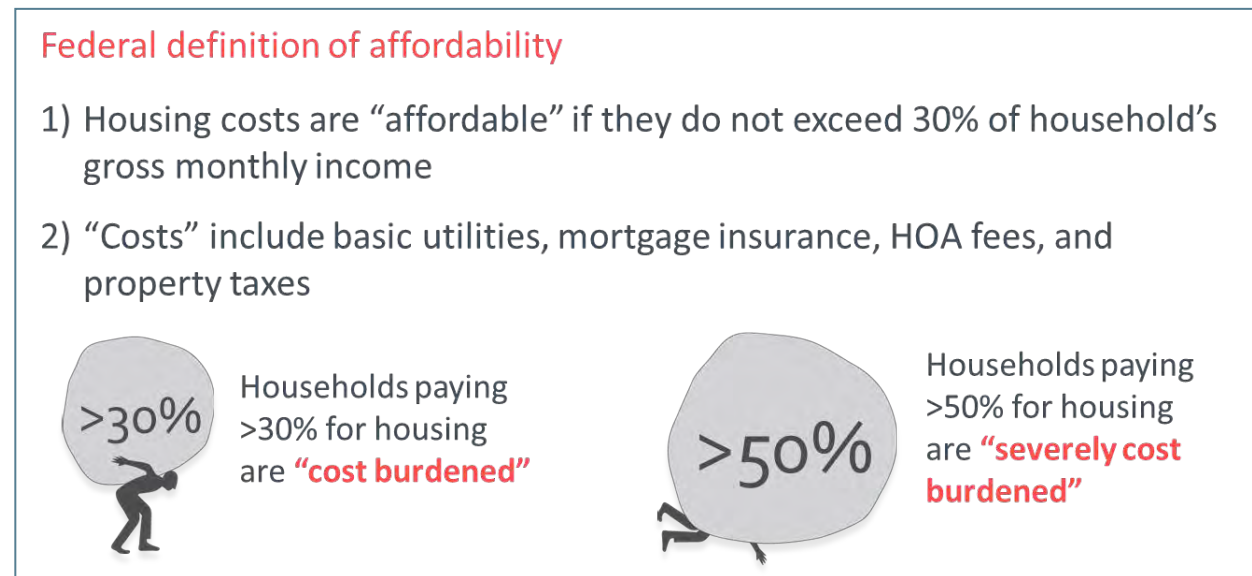 Federal definition of affordability
1) Housing costs are “affordable” if they do not exceed 30% of household’s
gross monthly income
2) “Costs” include basic utilities, mortgage insurance, HOA fees, and
property taxes
>30%
Households paying
>30% for housing
are “cost burdened”
>50%
Households paying
>50% for housing
are “severely cost
burdened”